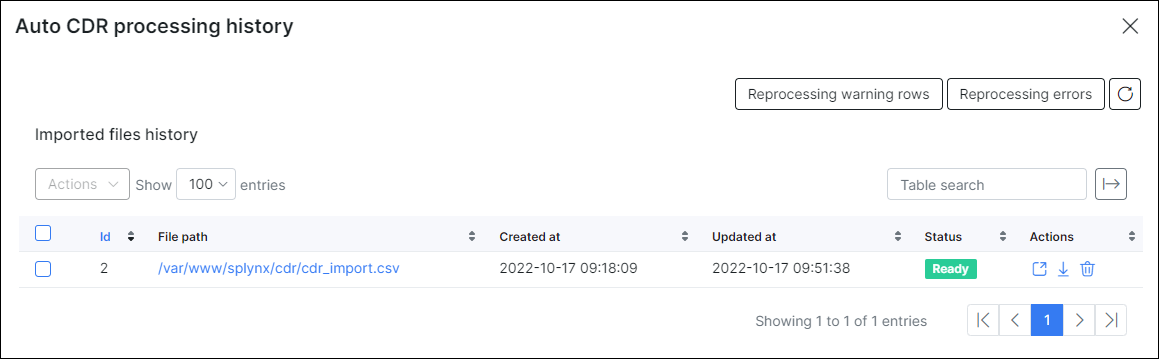 Auto CDR processing history
Reprocessing warning rows Reprocessing errors
Imported files history
Actions Show 100 entries Table search
Id File path Created at Updated at Status Actions
2 /var/www/splynx/cdr/cdr_import.csv 2022-10-17 09:18:09 2022-10-17 09:51:38 Ready
Showing 1 to 1 of 1 entries 1